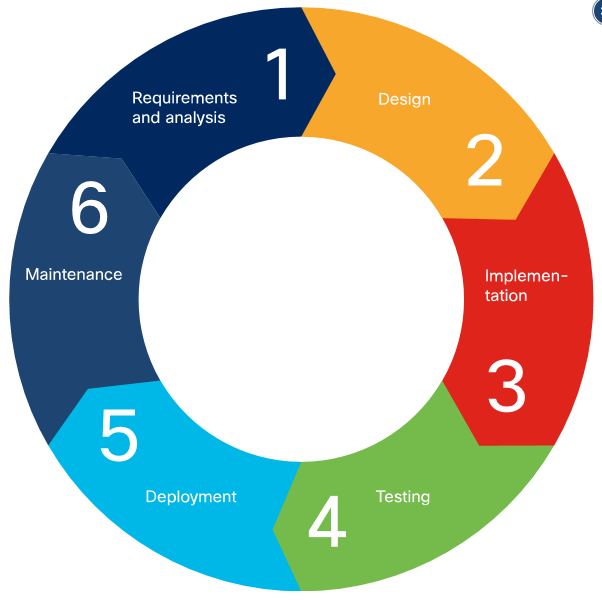 1
Requirements
and analysis
Design
2
Implemen-
tation
3
4
Testing
5
Deployment
6
Maintenance